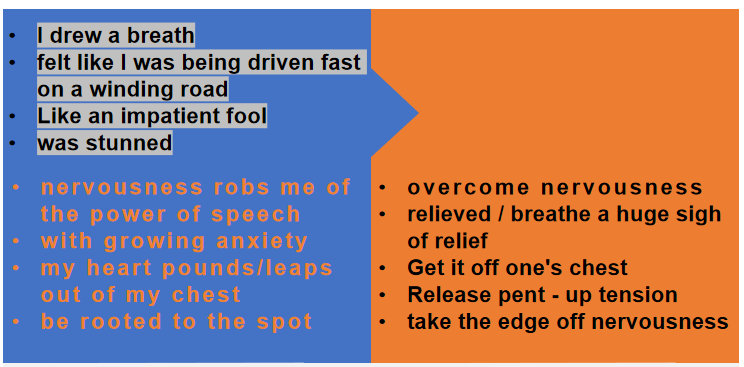 • I drew a breath
• felt like I was being driven fast
on a winding road
• Like an impatient fool
• was stunned
• nervousness robs me of
the power of speech
• with growing anxiety
• my heart pounds/leaps
out of my chest
• be rooted to the spot
• overcome nervousness
• relieved / breathe a huge sigh
of relief
• Get it off one's chest
• Release pent - up tension
• take the edge off nervousness